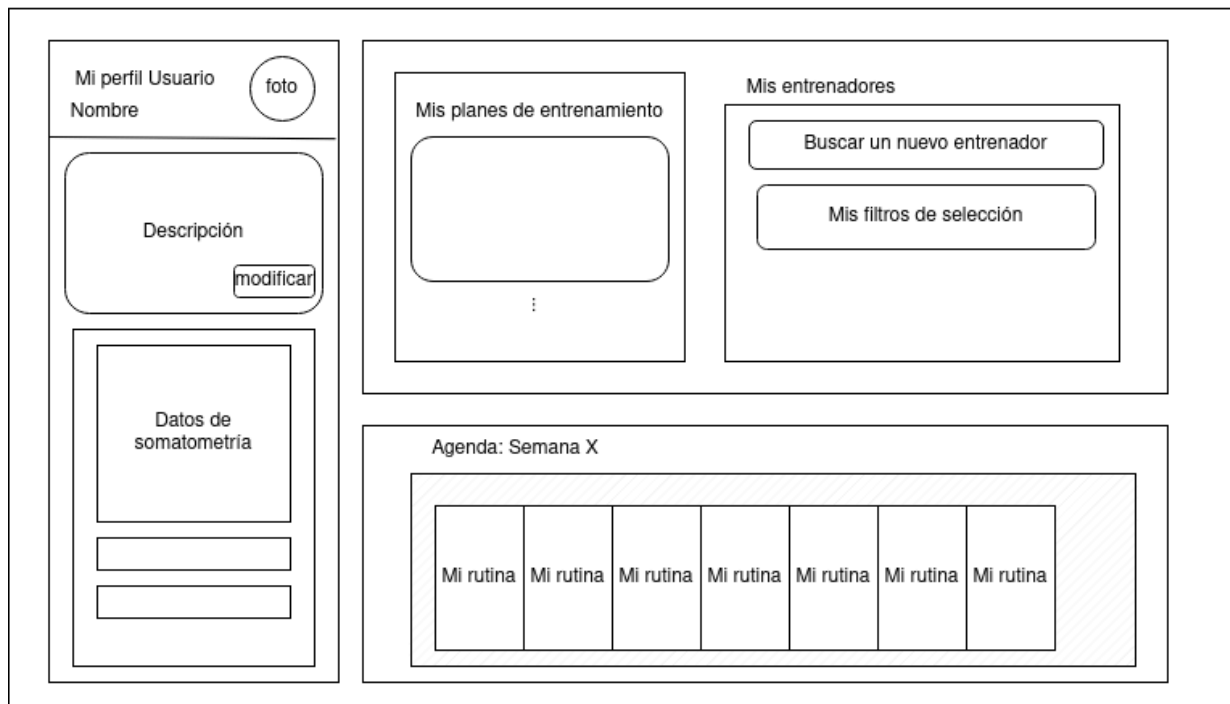 Mi perfil Usuario
foto
Nombre
Descripción
modificar
Datos de
somatometría
Mis planes de entrenamiento
Mis entrenadores
Buscar un nuevo entrenador
Mis filtros de selección
Agenda: Semana X
Mi rutina
Mi rutina
Mi rutina
Mi rutina
Mi rutina
Mi rutina
Mi rutina